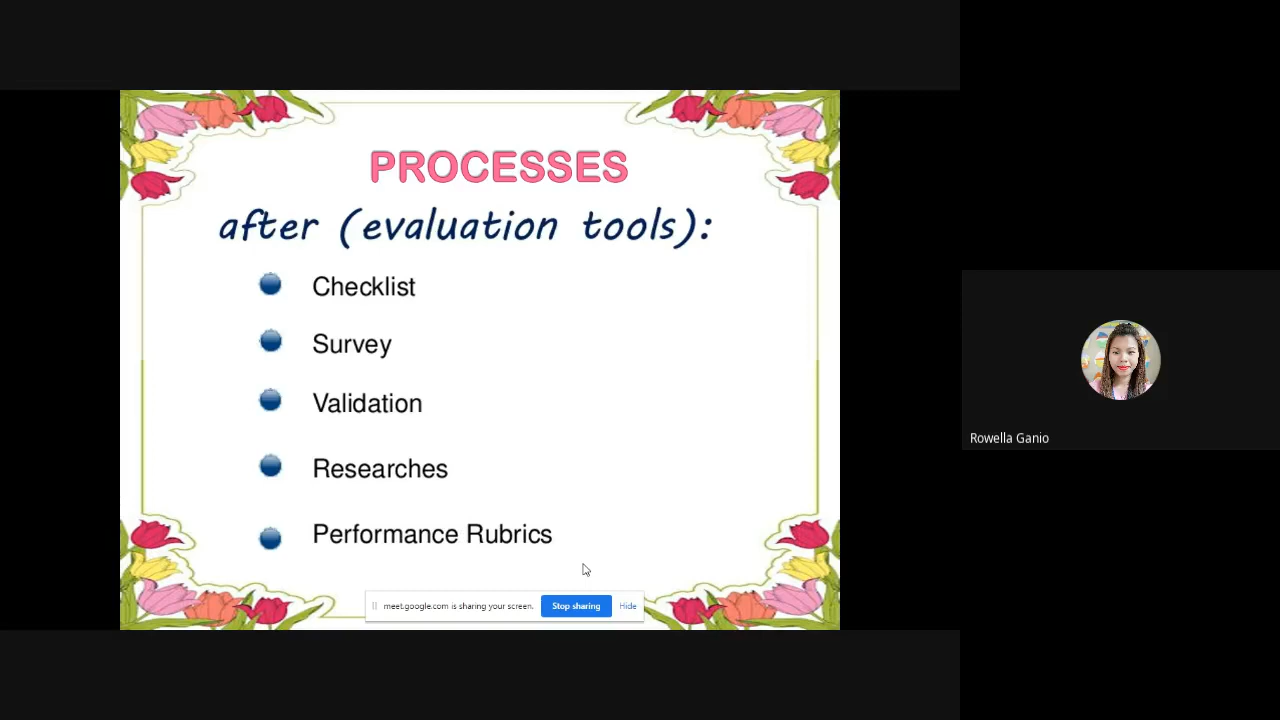 PROCESSES
after (evaluation tools):
Checklist
Survey
Validation
Researches
Performance Rubrics
meet.google.com is sharing your screen. Stop sharing Hide
Rowella Ganio